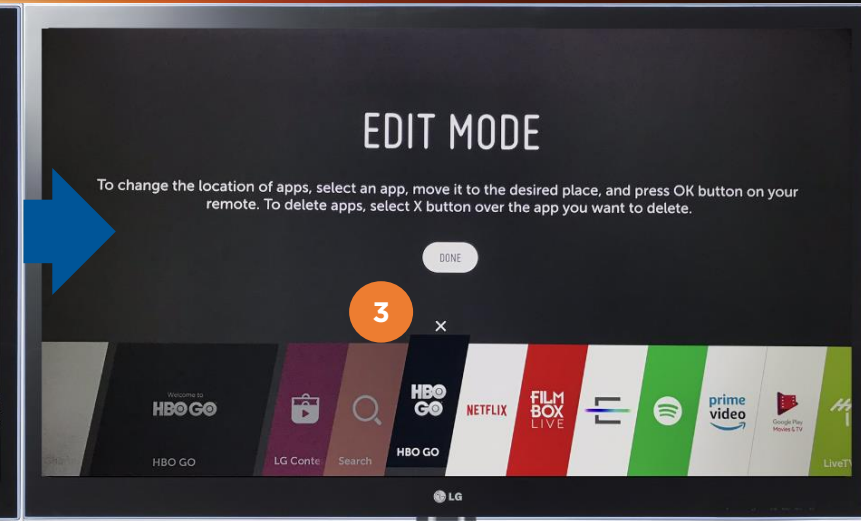 EDIT MODE
To change the location of apps, select an app, move it to the desired place, and press OK button on your
remote. To delete apps, select X button over the app you want to delete.
DONE
3
×
Welcome to
HBO GO
HBO GO
LG Conte
Search
HBO
GO
HBO GO
NETFLIX
FILM
BOX
LIVE
prime
video
Google Play
Movies & TV
LiveTV
LG